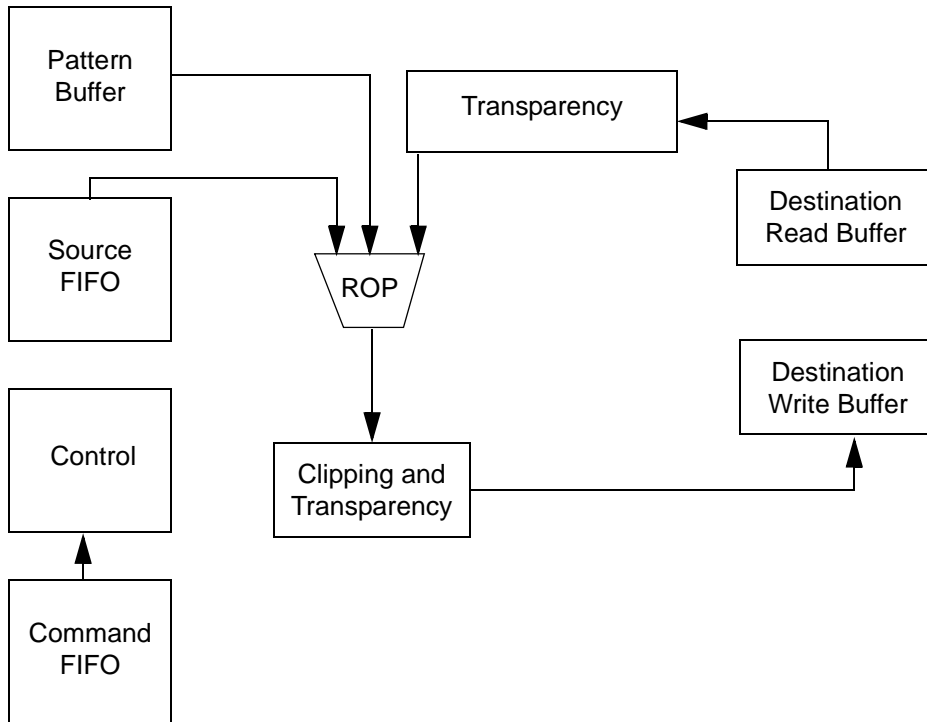 Pattern
Buffer
Transparency
Destination
Read Buffer
Source
FIFO
ROP
Destination
Write Buffer
Control
Clipping and
Transparency
Command
FIFO